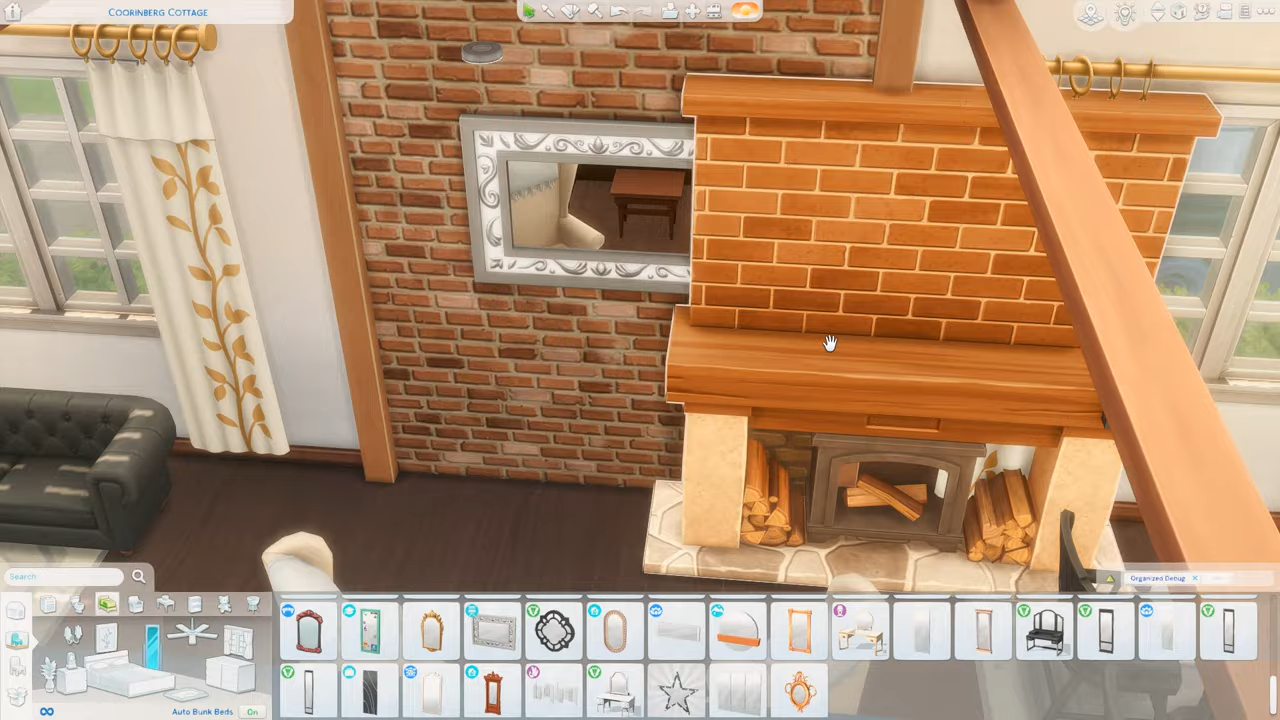 Coorinberg Cottage
Search
Organized Debug
Auto Bunk Beds
On